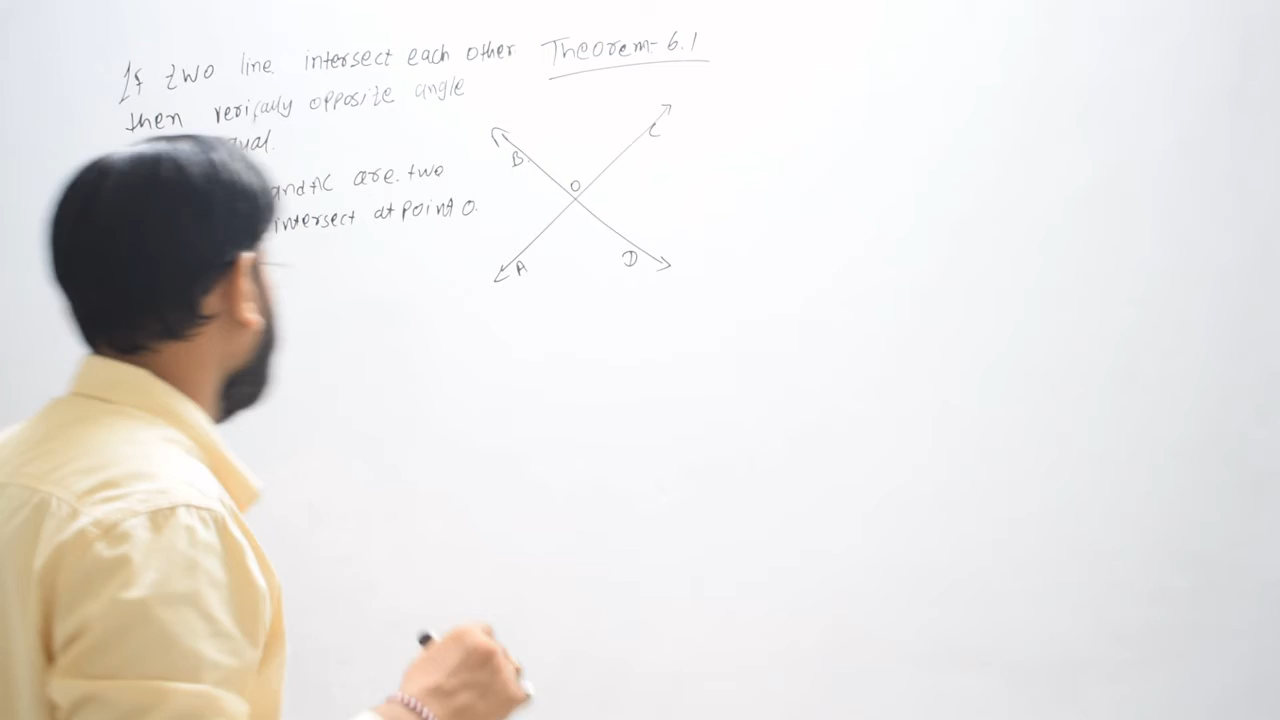 If two line intersect each other Theorem-6.1
then verically opposite angle
ual.
and AC are two
intersect at point O.
B
C
O
A
D